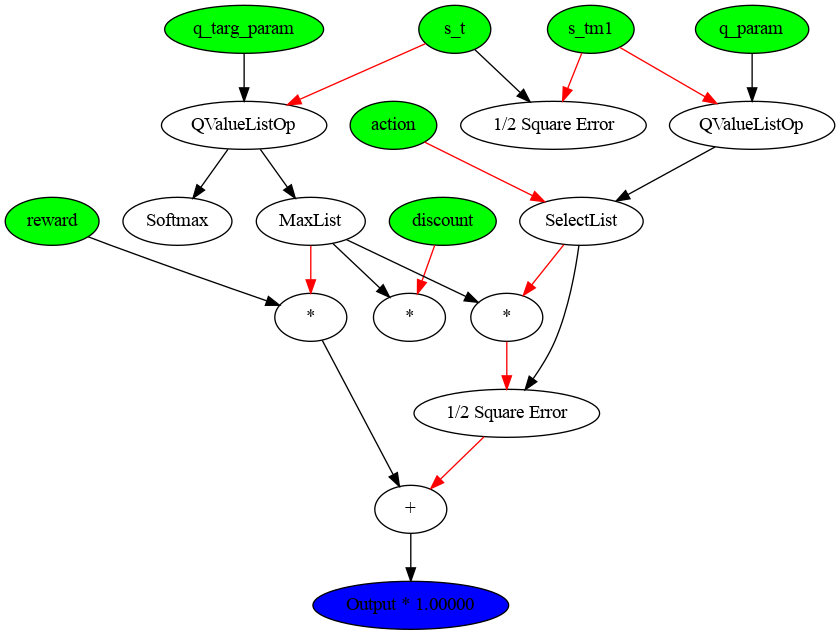 q_targ_param
s_t
s_tm1
q_param
QValueListOp
action
1/2 Square Error
QValueListOp
reward
Softmax
MaxList
discount
SelectList
*
*
*
1/2 Square Error
+
Output * 1.00000